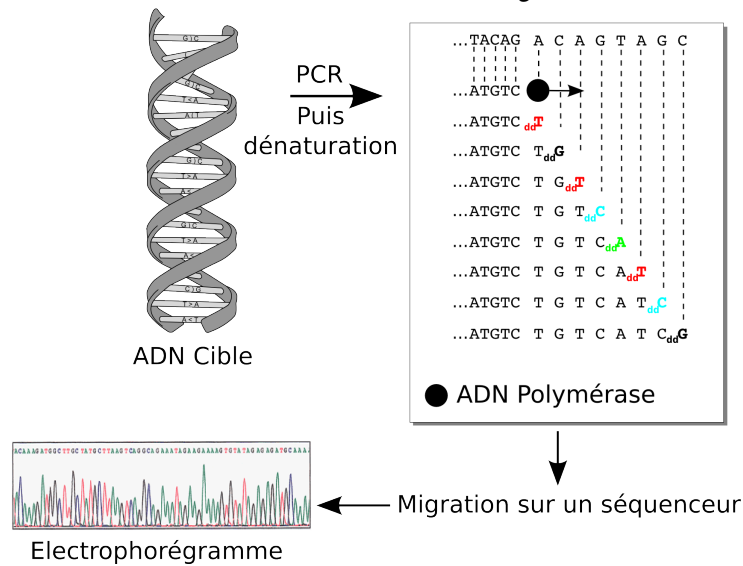 G
G
C
PCR
Puis
dénaturation
ADN Cible
...TACAG A C A G T A G C
...ATGTC
...ATGTC ddT
...ATGTC T ddG
...ATGTC T G ddT
...ATGTC T G T ddC
...ATGTC T G T C ddA
...ATGTC T G T C A ddT
...ATGTC T G T C A T ddC
...ATGTC T G T C A T C ddG
ADN Polymérase
Migration sur un séquenceur
Electrophorégramme